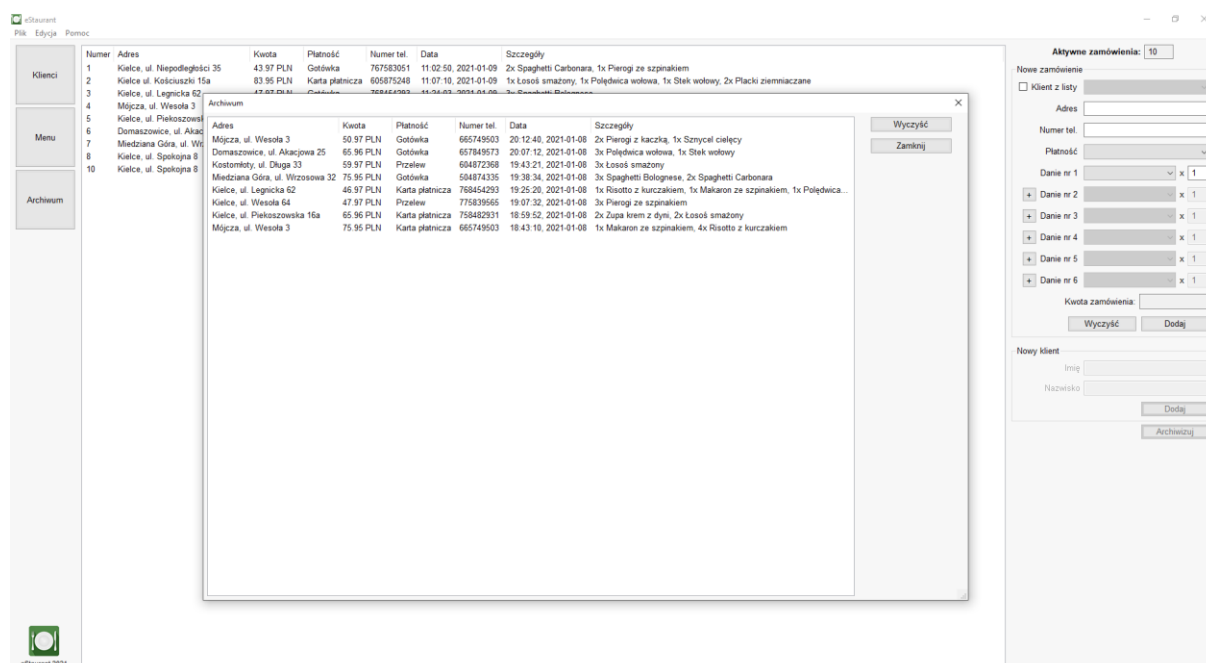 eStaurant
Plik Edycja Pomoc
Klienci
Menu
Archiwum
Numer Adres Kwota Płatność Numer tel. Data Szczegóły
1 Kielce, ul. Niepodległości 35 43.97 PLN Gotówka 767583051 11:02:50, 2021-01-09 2x Spaghetti Carbonara, 1x Pierogi ze szpinakiem
2 Kielce ul. Kościuszki 15a 83.95 PLN Karta płatnicza 605875248 11:07:10, 2021-01-09 1x Łosoś smażony, 1x Polędwica wołowa, 1x Stek wołowy, 2x Placki ziemniaczane
3 Kielce, ul. Legnicka 62
4 Mójcza, ul. Wesoła 3
5 Kielce, ul.
6 Domaszowice, ul.
7 Miedziana Góra, ul.
8 Kielce, ul. Spokojna 8
10 Kielce, ul. Spokojna 8
Archiwum
Adres Kwota Płatność Numer tel. Data Szczegóły
Mójcza, ul. Wesoła 3 50.97 PLN Gotówka 665749503 20:12:40, 2021-01-08 2x Pierogi z kaczką, 1x Sznycel cielęcy
Domaszowice, ul. Akacjowa 25 65.96 PLN Gotówka 657849573 20:07:12, 2021-01-08 3x Polędwica wołowa, 1x Stek wołowy
Kostomłoty, ul. Długa 33 59.97 PLN Przelew 604872368 19:43:21, 2021-01-08 3x Łosoś smażony
Miedziana Góra, ul. Wrzosowa 32 75.95 PLN Gotówka 504874335 19:38:34, 2021-01-08 3x Spaghetti Bolognese, 2x Spaghetti Carbonara
Kielce, ul. Legnicka 62 46.97 PLN Karta płatnicza 768454293 19:25:20, 2021-01-08 1x Risotto z kurczakiem, 1x Makaron ze szpinakiem, 1x Polędwica...
Kielce, ul. Wesoła 64 47.97 PLN Przelew 775839565 19:07:32, 2021-01-08 3x Pierogi ze szpinakiem
Kielce, ul. Piekoszowska 16a 65.96 PLN Karta płatnicza 758482931 18:59:52, 2021-01-08 2x Zupa krem z dyni, 2x Łosoś smażony
Mójcza, ul. Wesoła 3 75.95 PLN Karta płatnicza 665749503 18:43:10, 2021-01-08 1x Makaron ze szpinakiem, 4x Risotto z kurczakiem
Wyczyść
Zamknij
Aktywne zamówienia: 10
Nowe zamówienie
Klient z listy
Adres
Numer tel.
Płatność
Danie nr 1 x 1
+ Danie nr 2 x 1
+ Danie nr 3 x 1
+ Danie nr 4 x 1
+ Danie nr 5 x 1
+ Danie nr 6 x 1
Kwota zamówienia:
Wyczyść Dodaj
Nowy klient
Imię
Nazwisko
Dodaj
Archiwizuj